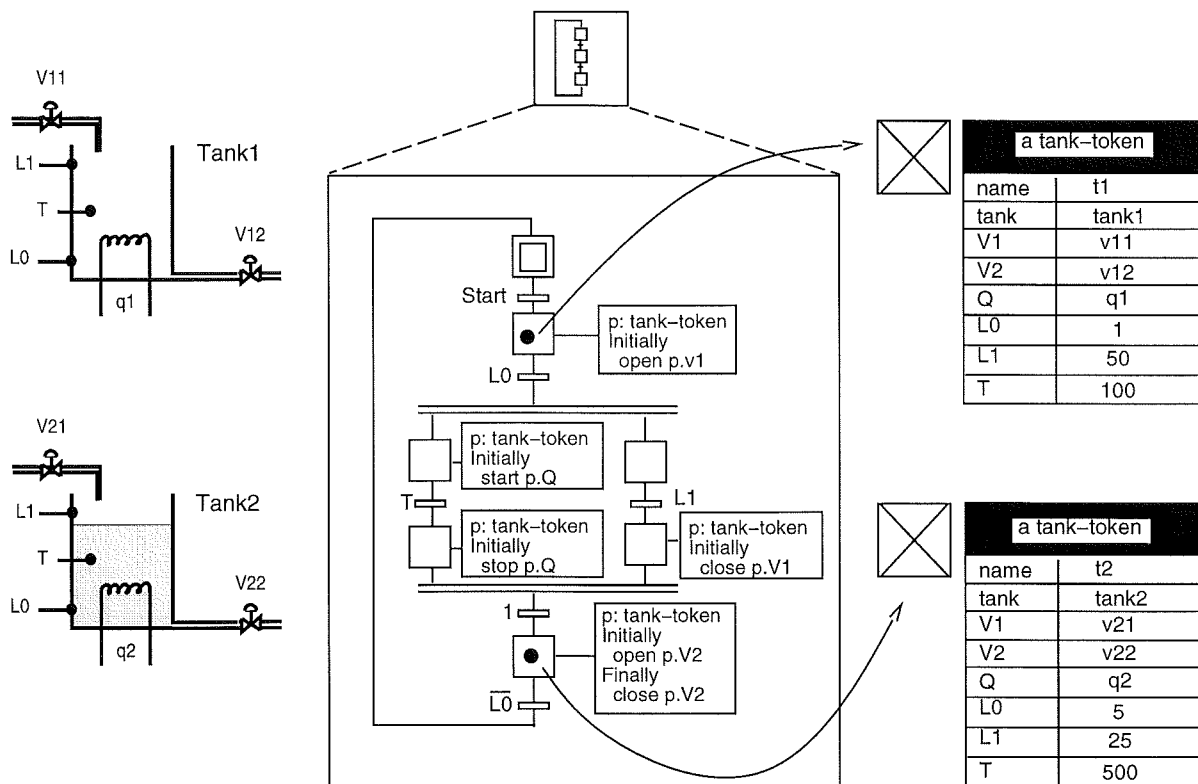 V11
L1
Tank1
T
V12
L0
q1
V21
L1
Tank2
T
V22
L0
q2
Start
p: tank-token
Initially
open p.v1
L0
p: tank-token
Initially
start p.Q
T
L1
p: tank-token
Initially
stop p.Q
p: tank-token
Initially
close p.V1
1
p: tank-token
Initially
open p.V2
Finally
close p.V2
L0
a tank-token
name t1
tank tank1
V1 v11
V2 v12
Q q1
L0 1
L1 50
T 100
a tank-token
name t2
tank tank2
V1 v21
V2 v22
Q q2
L0 5
L1 25
T 500